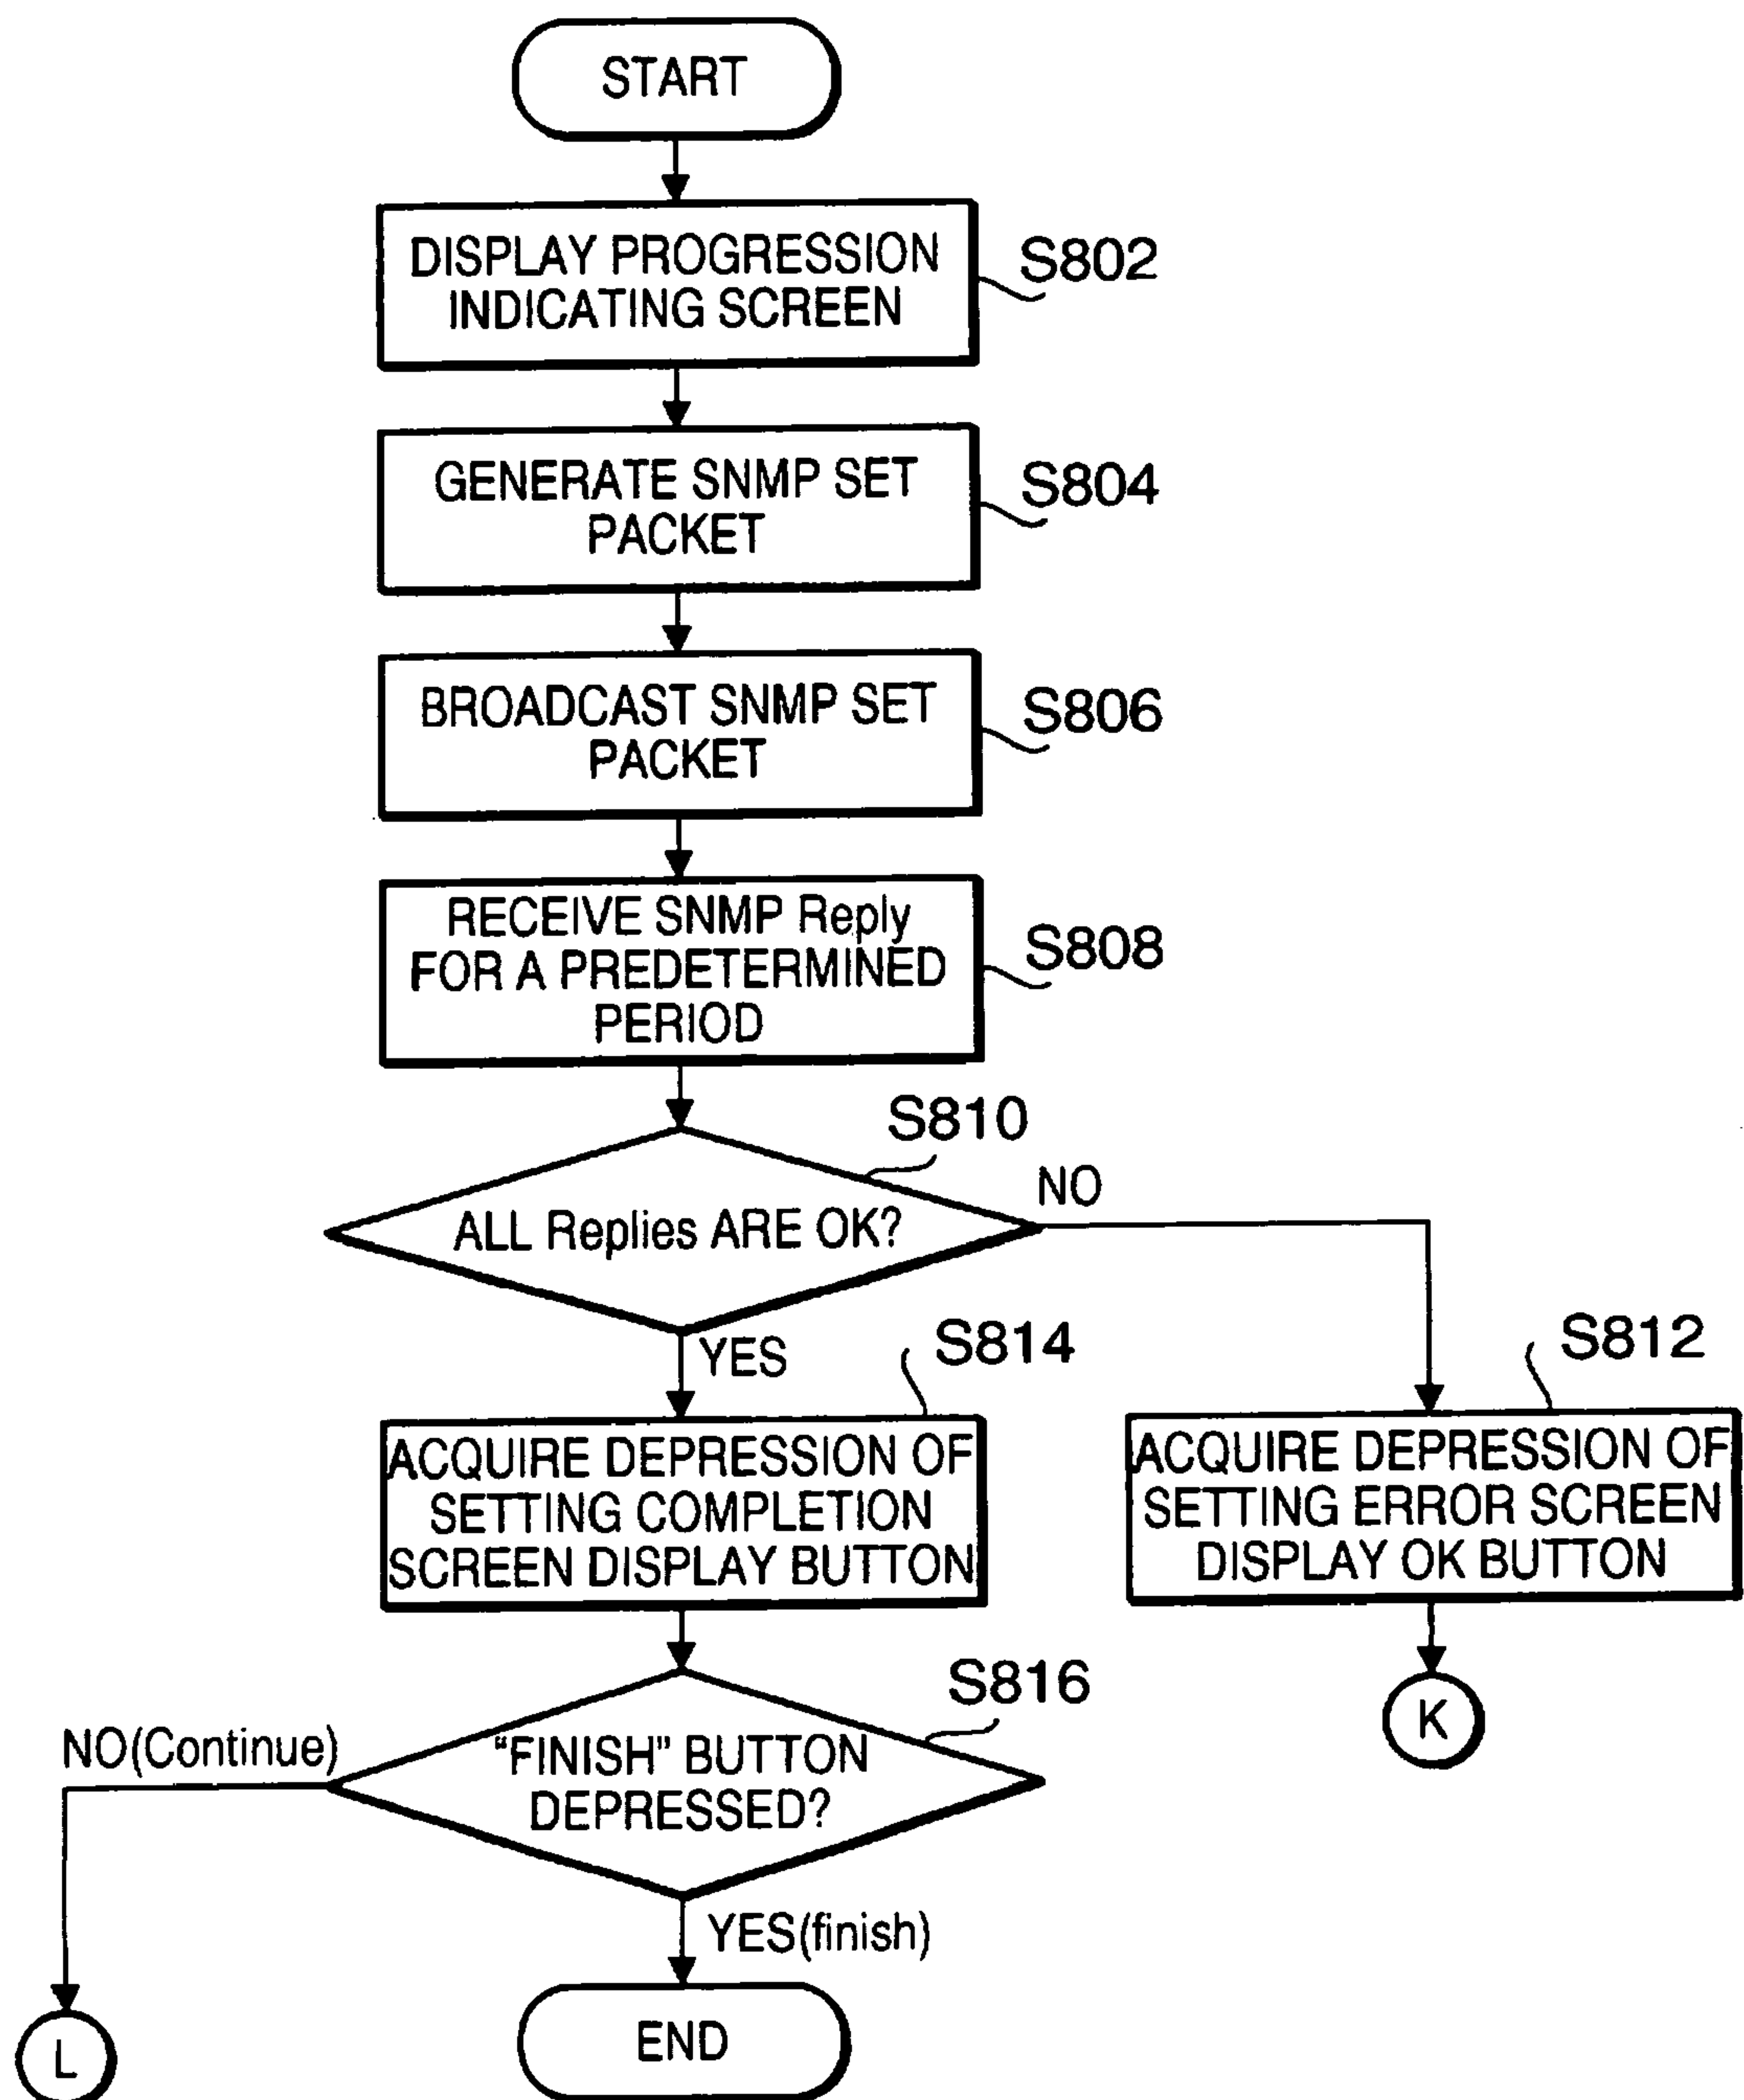 START
DISPLAY PROGRESSION
INDICATING SCREEN
S802
GENERATE SNMP SET
PACKET
S804
BROADCAST SNMP SET
PACKET
S806
RECEIVE SNMP Reply
FOR A PREDETERMINED
PERIOD
S808
S810
ALL Replies ARE OK?
NO
YES
S814
S812
ACQUIRE DEPRESSION OF
SETTING COMPLETION
SCREEN DISPLAY BUTTON
ACQUIRE DEPRESSION OF
SETTING ERROR SCREEN
DISPLAY OK BUTTON
S816
K
NO(Continue)
"FINISH" BUTTON
DEPRESSED?
YES(finish)
L
END